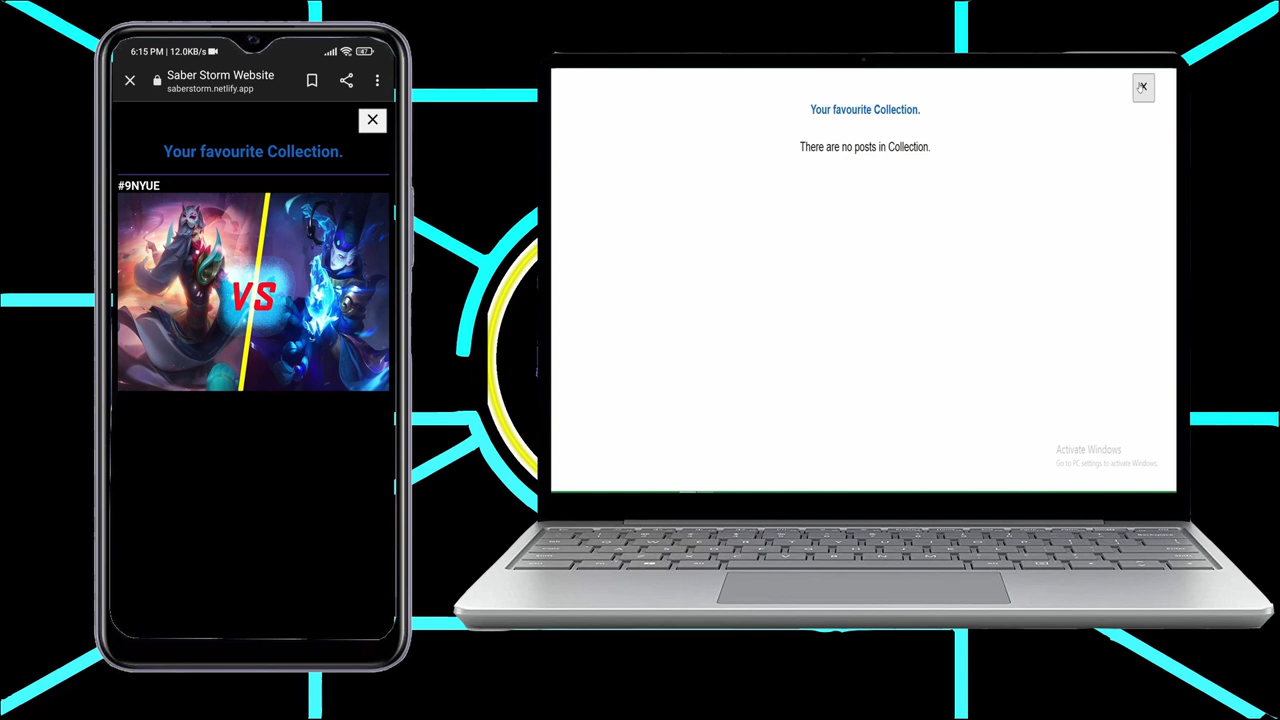 6:15 PM | 12.0KB/s
47
Saber Storm Website
saberstorm.netlify.app
Your favourite Collection.
#9NYUE
VS
Your favourite Collection.
There are no posts in Collection.
Activate Windows
Go to PC settings to activate Windows.